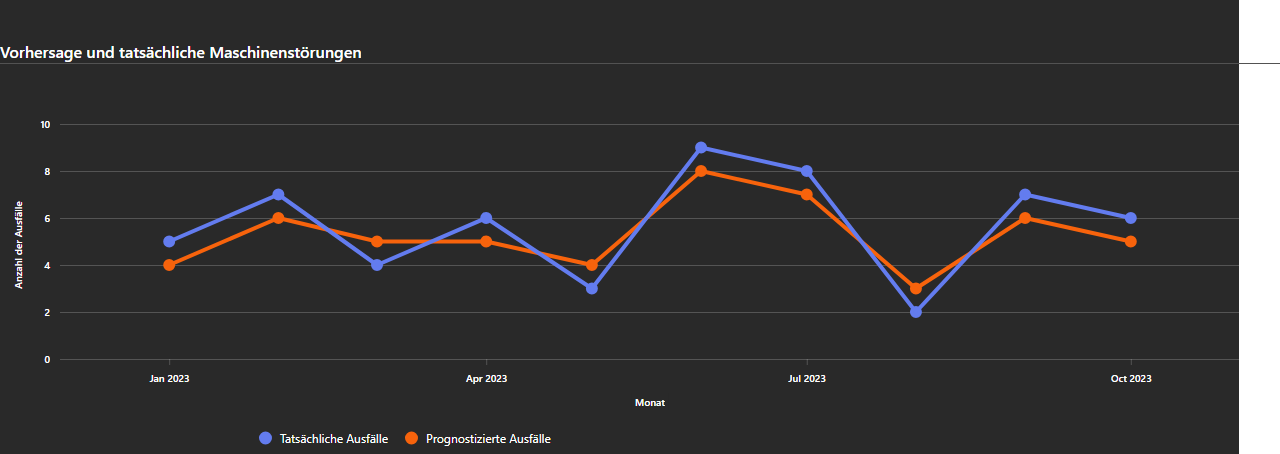 Vorhersage und tatsächliche Maschinenstörungen
Anzahl der Ausfälle
10
8
6
4
2
0
Jan 2023 Apr 2023 Jul 2023 Oct 2023
Monat
Tatsächliche Ausfälle Prognostizierte Ausfälle